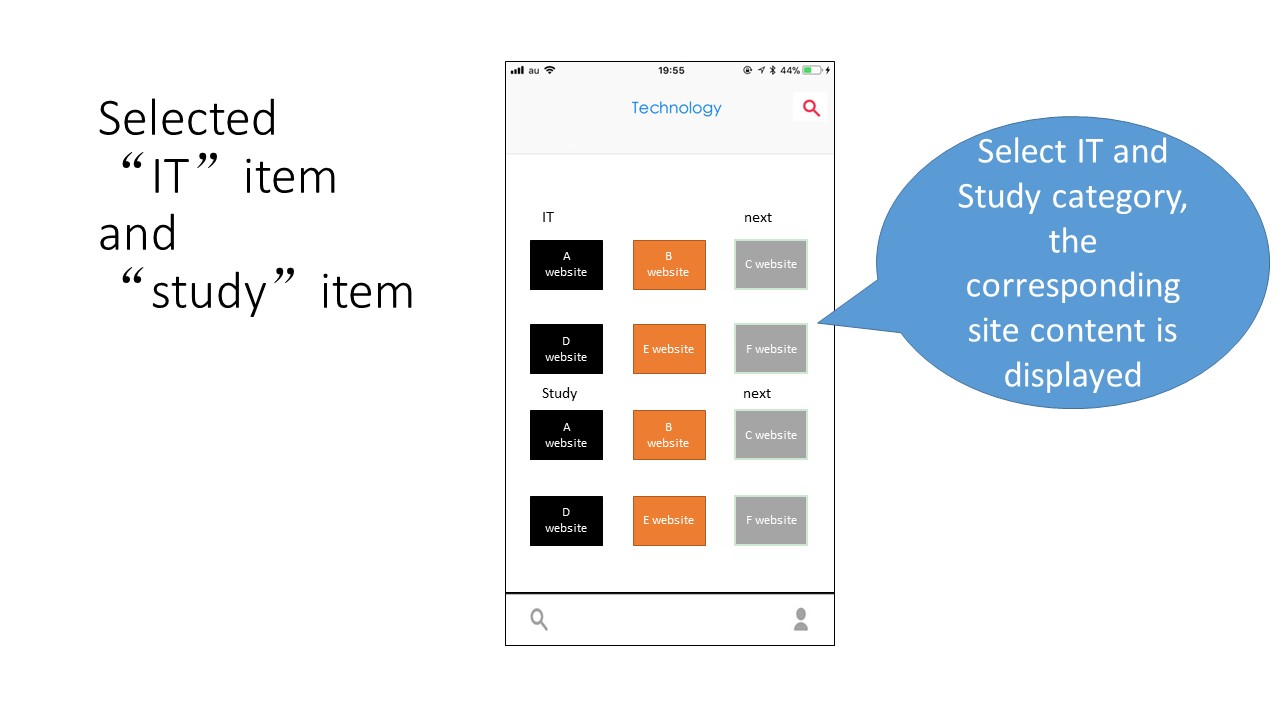 Selected
“IT” item
and
“study” item
au
19:55
44%
Technology
IT
next
A
website
B
website
C website
D
website
E website
F website
Study
next
A
website
B
website
C website
D
website
E website
F website
Select IT and
Study category,
the
corresponding
site content is
displayed